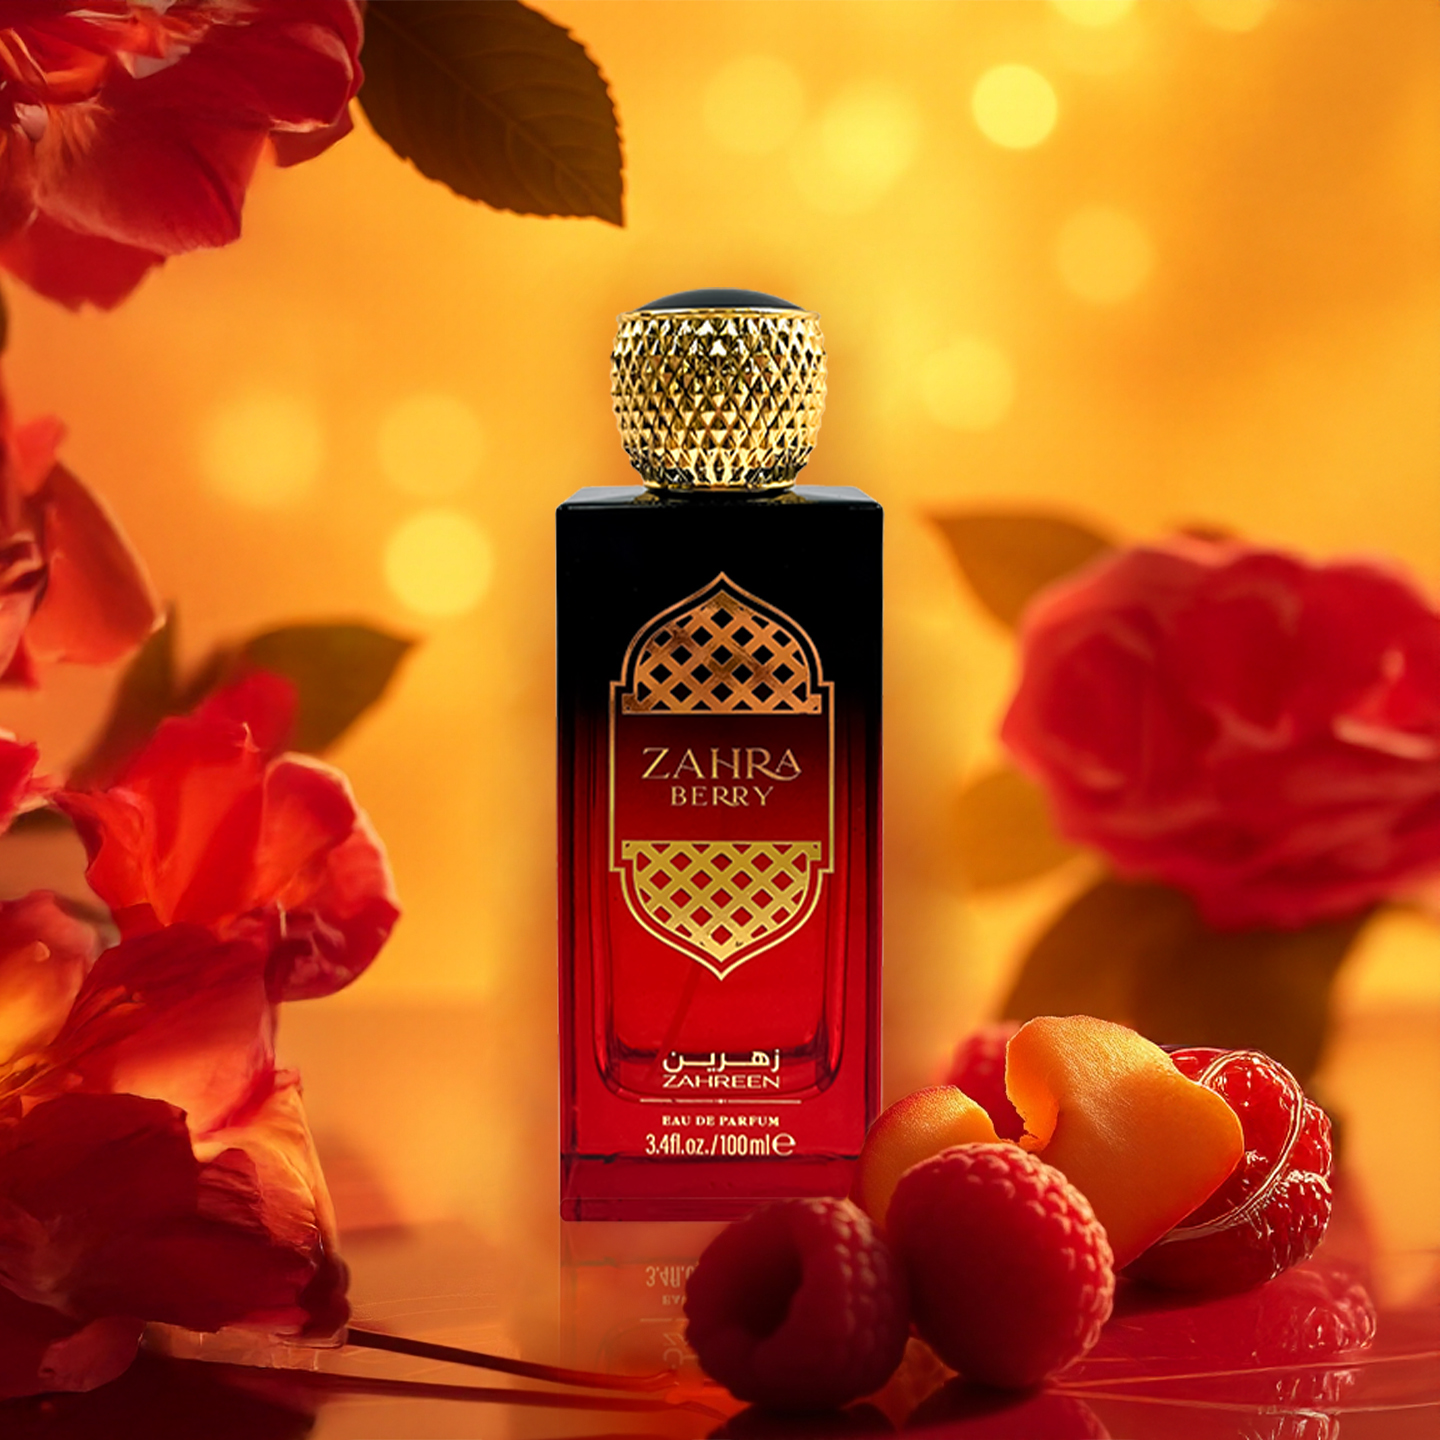 ZAHRA
BERRY
زهرين
ZAHREEN
EAU DE PARFUM
3.4fl.oz./100ml℮